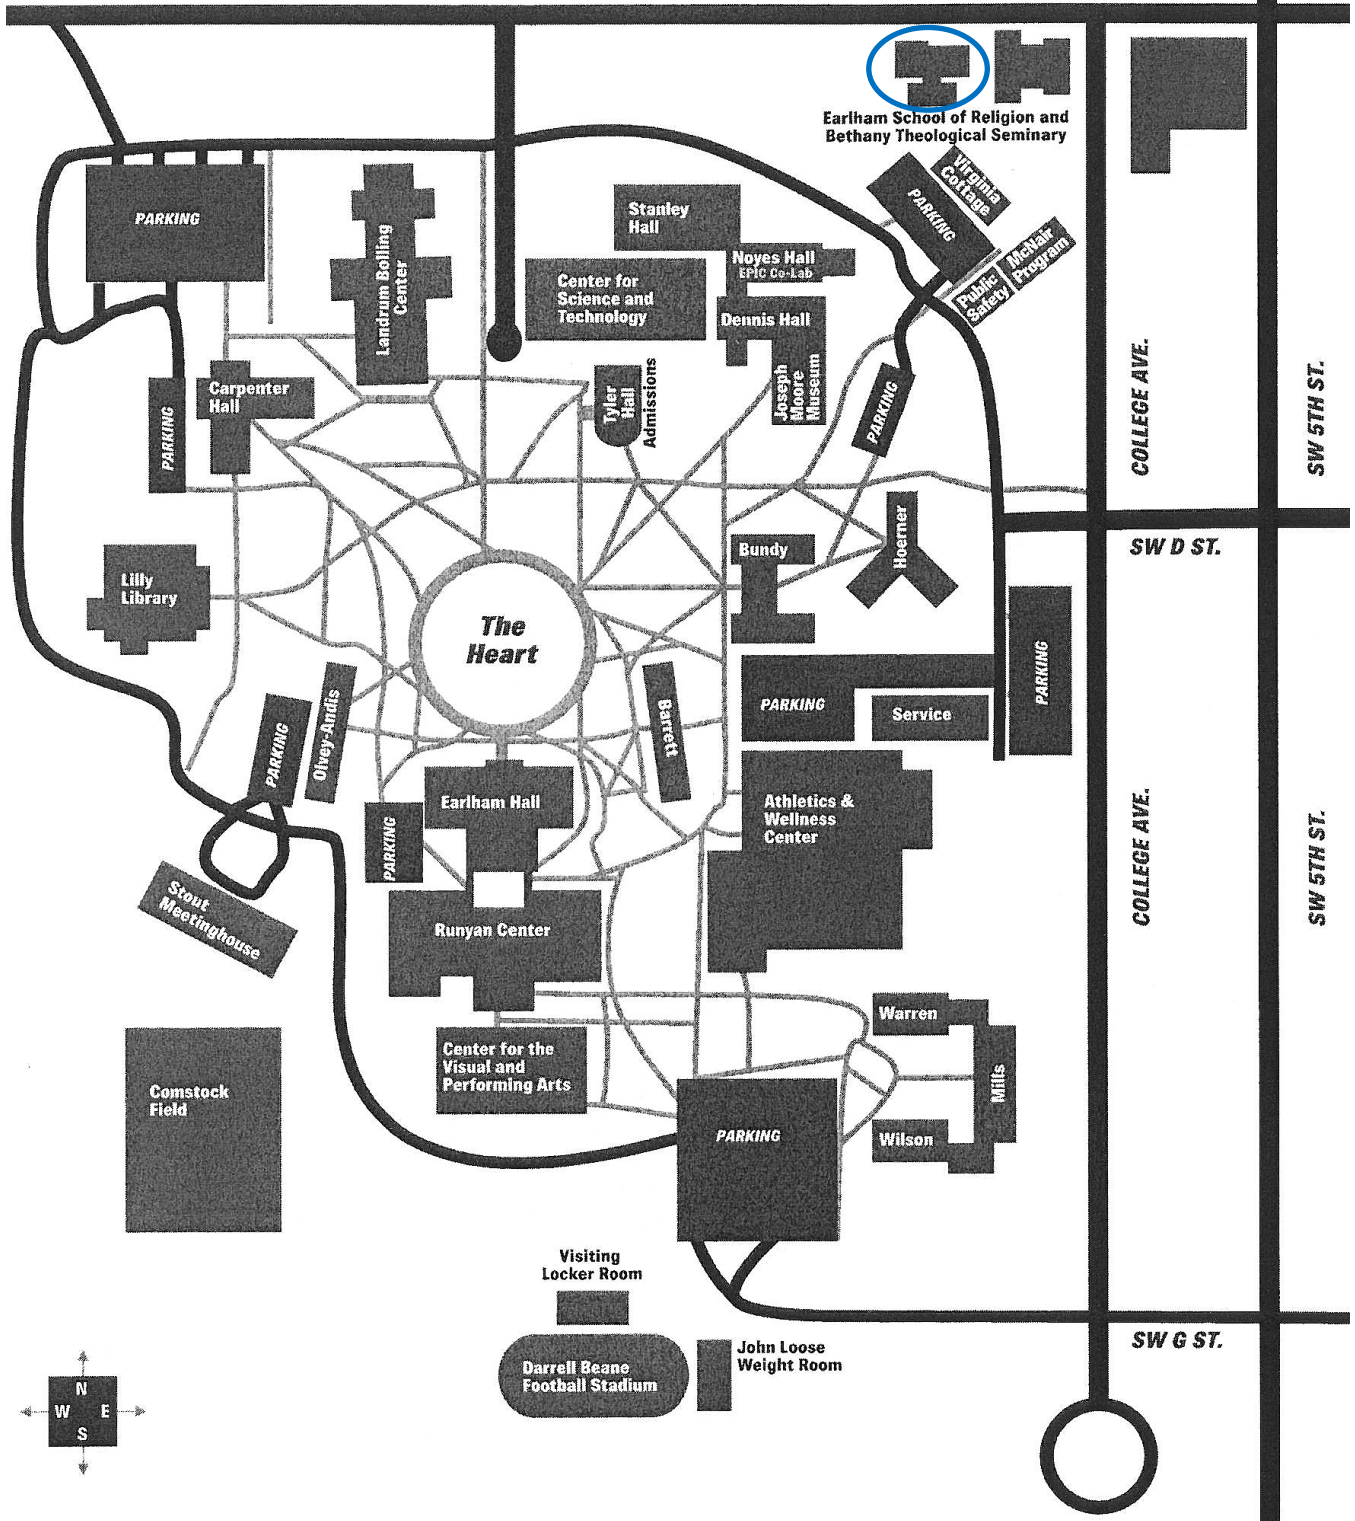 Earlham School of Religion and
Bethany Theological Seminary
PARKING
Landrum Bolling
Center
Stanley
Hall
Noyes Hall
EPIC Co-Lab
Center for
Science and
Technology
Dennis Hall
Joseph
Moore
Museum
PARKING
Virginia
Cottage
McNair
Program
Public
Safety
Carpenter
Hall
PARKING
Tyler
Hall
Admissions
PARKING
COLLEGE AVE.
SW 5TH ST.
Hoerner
Bundy
SW D ST.
Lilly
Library
The
Heart
PARKING
Olvey-Andis
Barrett
PARKING
Service
PARKING
Earlham Hall
PARKING
Athletics &
Wellness
Center
COLLEGE AVE.
SW 5TH ST.
Stout
Meetinghouse
Runyan Center
Warren
Mills
Wilson
Center for the
Visual and
Performing Arts
Comstock
Field
PARKING
Visiting
Locker Room
Darrell Beane
Football Stadium
John Loose
Weight Room
SW G ST.
N
W E
S